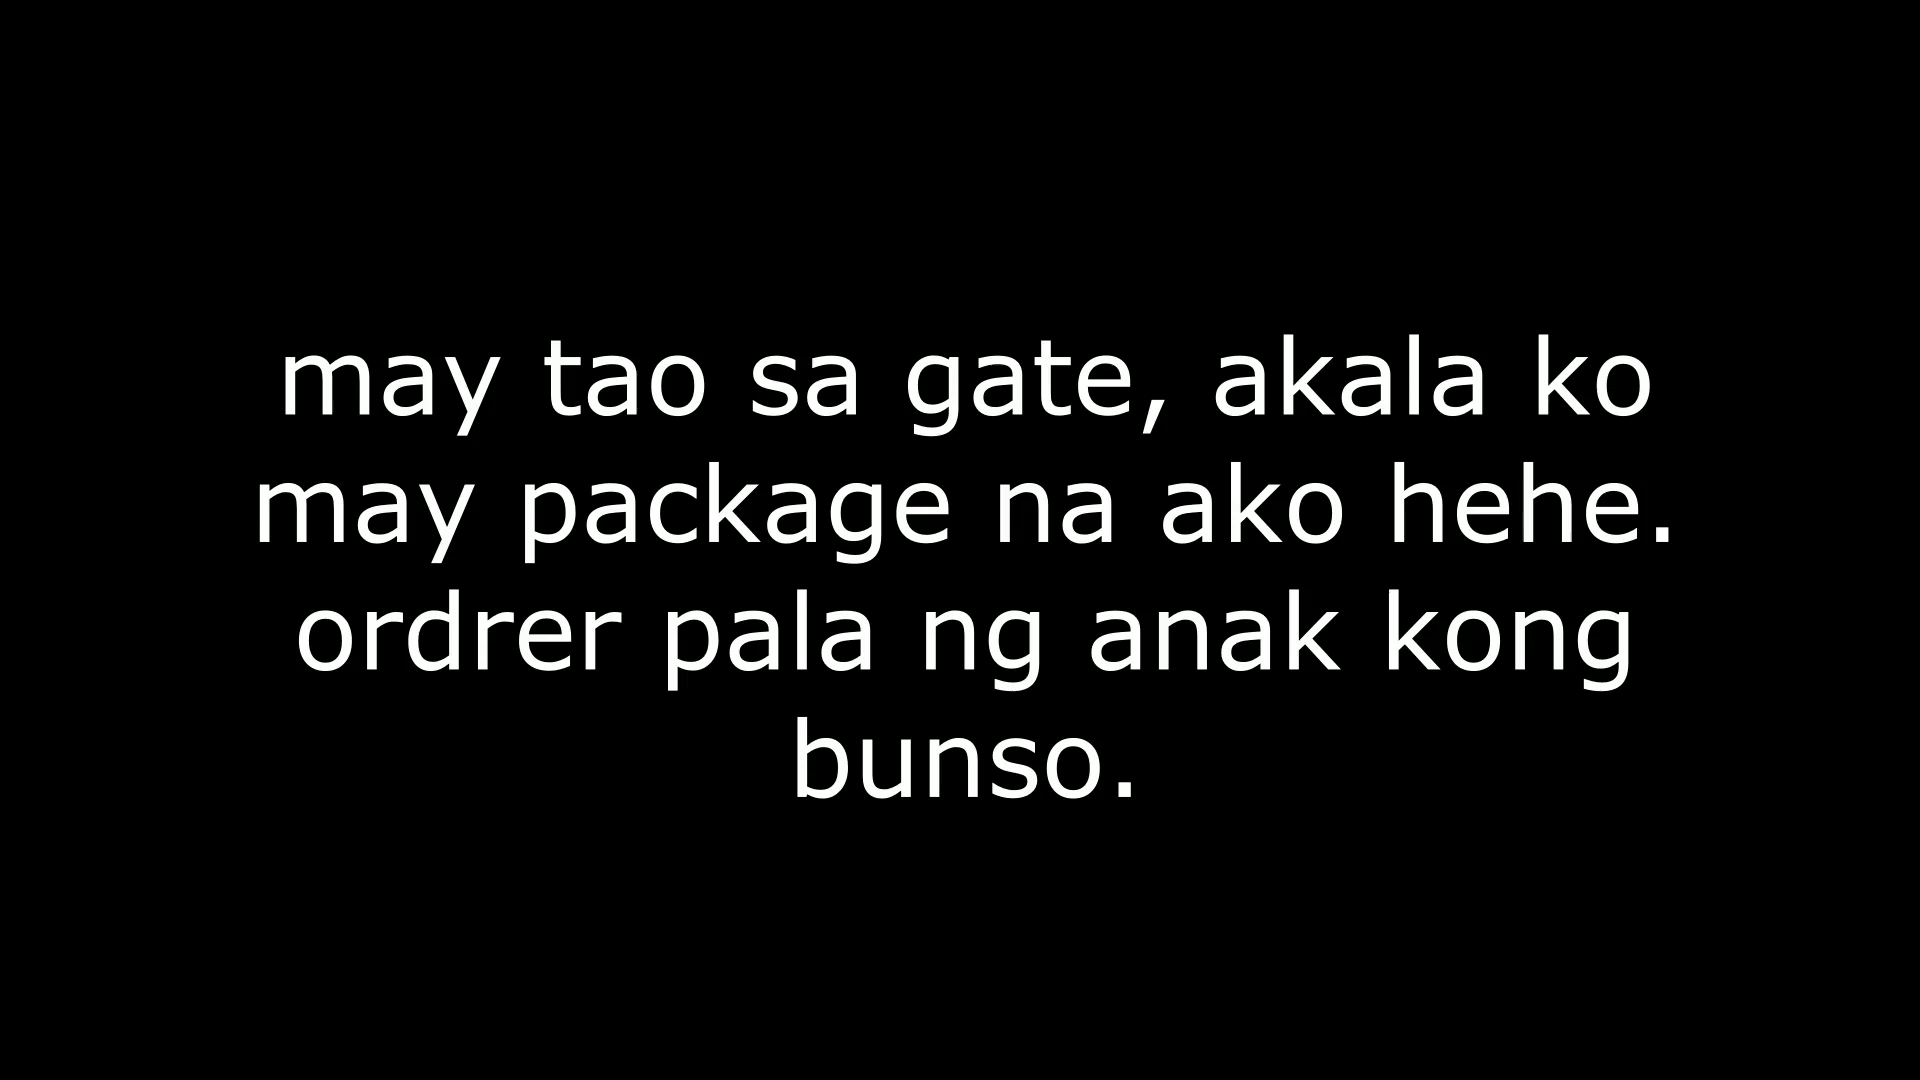 may tao sa gate, akala ko
may package na ako hehe.
ordrer pala ng anak kong
bunso.